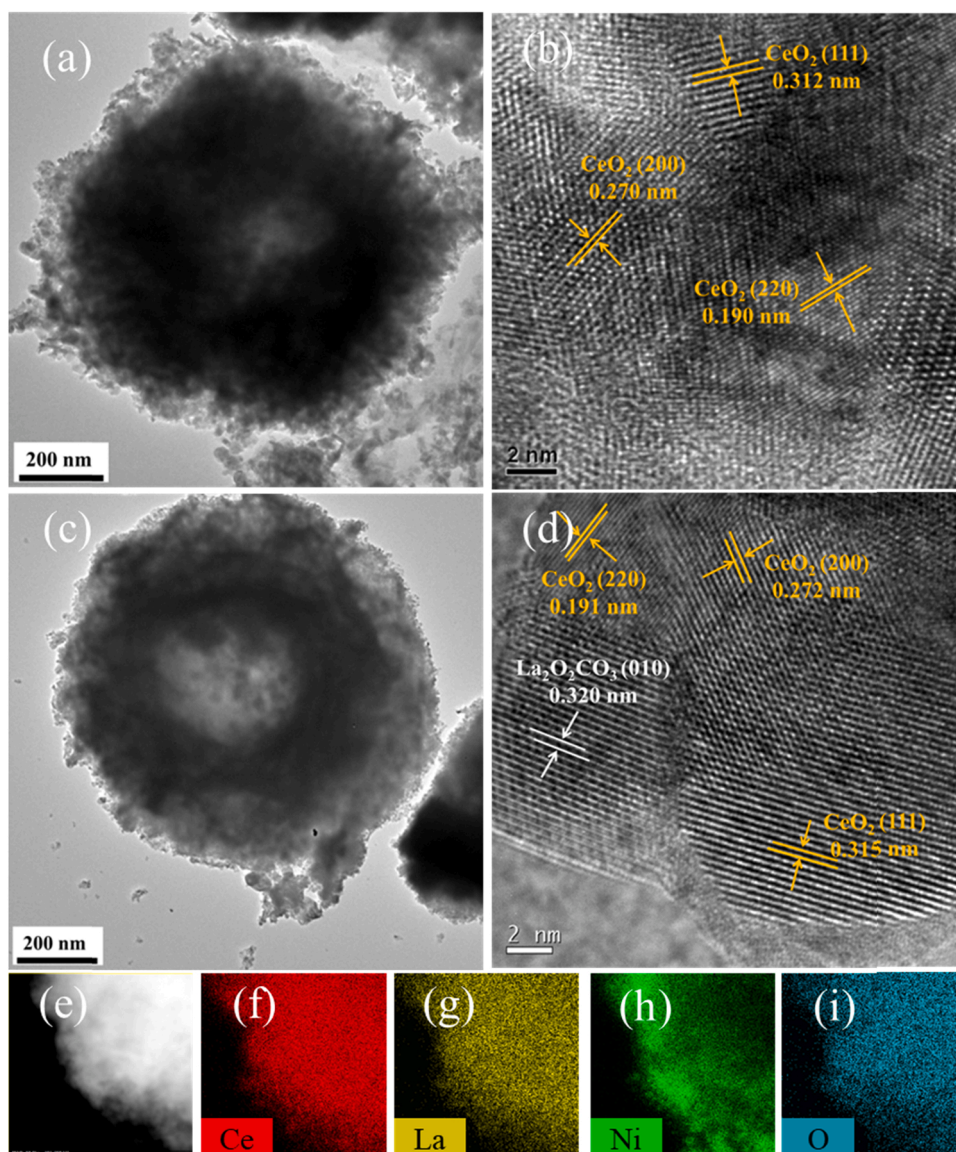 (a)
(b)
CeO₂ (111)
0.312 nm
CeO₂ (200)
0.270 nm
CeO₂ (220)
0.190 nm
200 nm
2 nm
(c)
(d)
CeO₂ (220)
0.191 nm
CeO₂ (200)
0.272 nm
La₂O₂CO₃ (010)
0.320 nm
CeO₂ (111)
0.315 nm
200 nm
2 nm
(e)
(f)
(g)
(h)
(i)
Ce
La
Ni
O